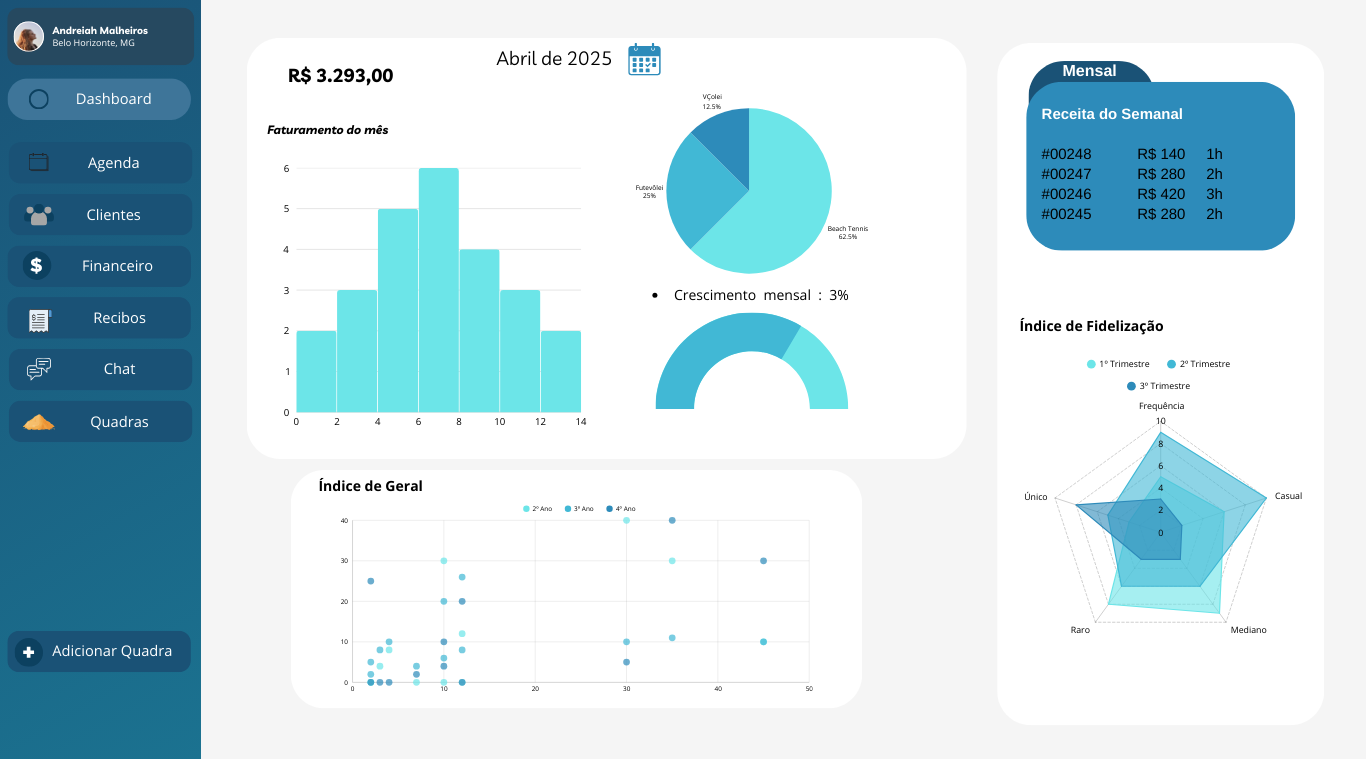 Andreiah Malheiros
Belo Horizonte, MG
Dashboard
Agenda
Clientes
$
Financeiro
Recibos
Chat
Quadras
Adicionar Quadra
R$ 3.293,00
Abril de 2025
Faturamento do mês
6
5
4
3
2
1
0
0 2 4 6 8 10 12 14
VÇolei
12.5%
Futevôlei
25%
Beach Tennis
62.5%
• Crescimento mensal : 3%
Índice de Geral
2º Ano 3º Ano 4º Ano
40
30
20
10
0
0 10 20 30 40 50
Mensal
Receita do Semanal
#00248 R$ 140 1h
#00247 R$ 280 2h
#00246 R$ 420 3h
#00245 R$ 280 2h
Índice de Fidelização
1º Trimestre 2º Trimestre
3º Trimestre
Frequência
10
8
6
4
2
0
Único
Casual
Raro
Mediano